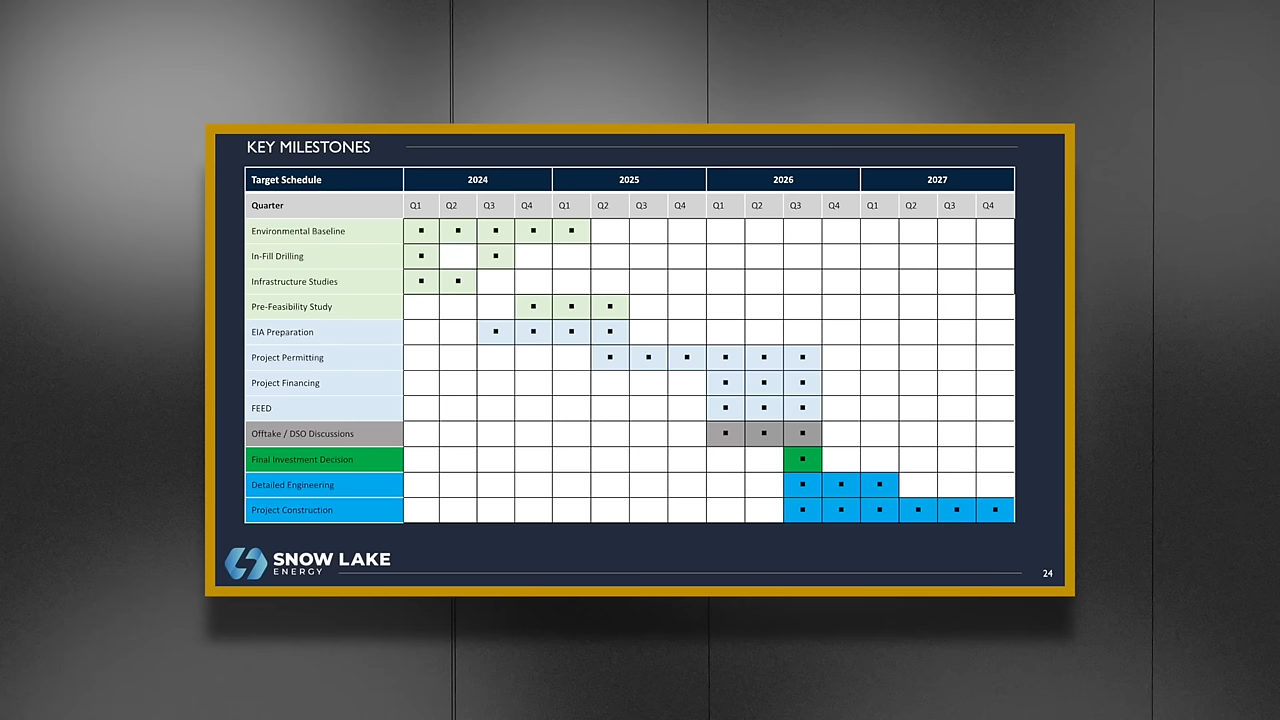 KEY MILESTONES
Target Schedule 2024 2025 2026 2027
Quarter Q1 Q2 Q3 Q4 Q1 Q2 Q3 Q4 Q1 Q2 Q3 Q4 Q1 Q2 Q3 Q4
Environmental Baseline
In-Fill Drilling
Infrastructure Studies
Pre-Feasibility Study
EIA Preparation
Project Permitting
Project Financing
FEED
Offtake / DSO Discussions
Final Investment Decision
Detailed Engineering
Project Construction
SNOW LAKE
ENERGY
24